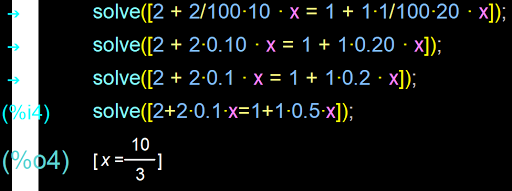 → solve([2 + 2/100·10 · x = 1 + 1·1/100·20 · x]);
→ solve([2 + 2·0.10 · x = 1 + 1·0.20 · x]);
→ solve([2 + 2·0.1 · x = 1 + 1·0.2 · x]);
(%i4) solve([2+2·0.1·x=1+1·0.5·x]);
(%o4) [x=10/3]